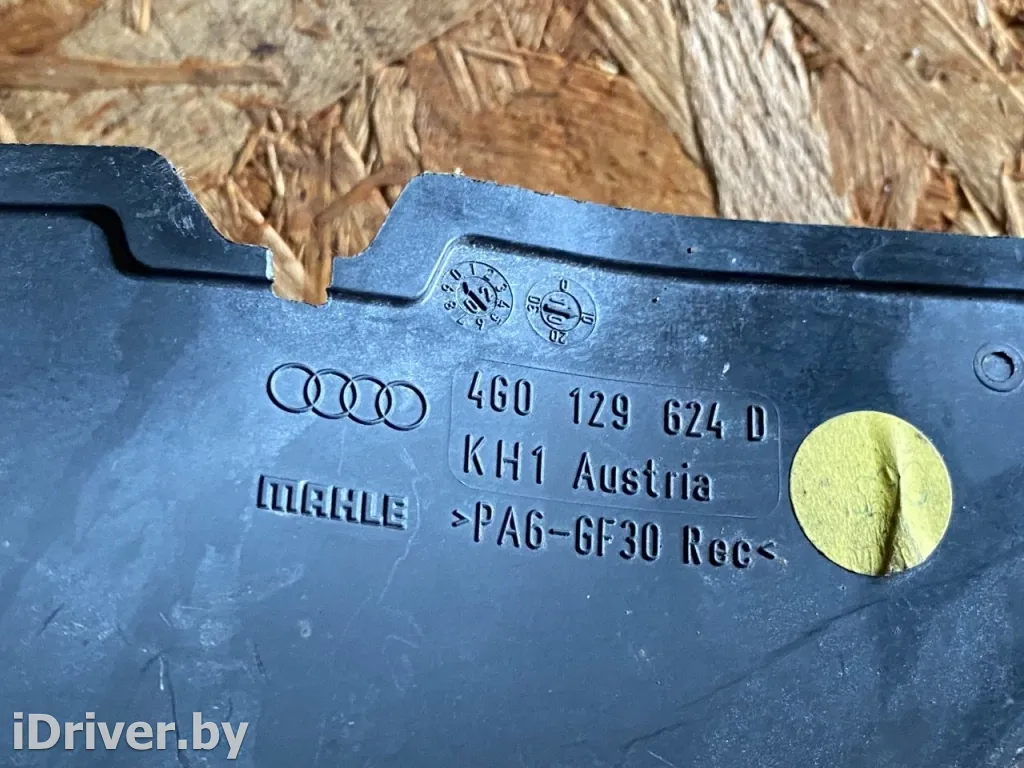 4G0 129 624 D
KH1 Austria
MAHLE
>PA6-GF30 Rec<
iDriver.by